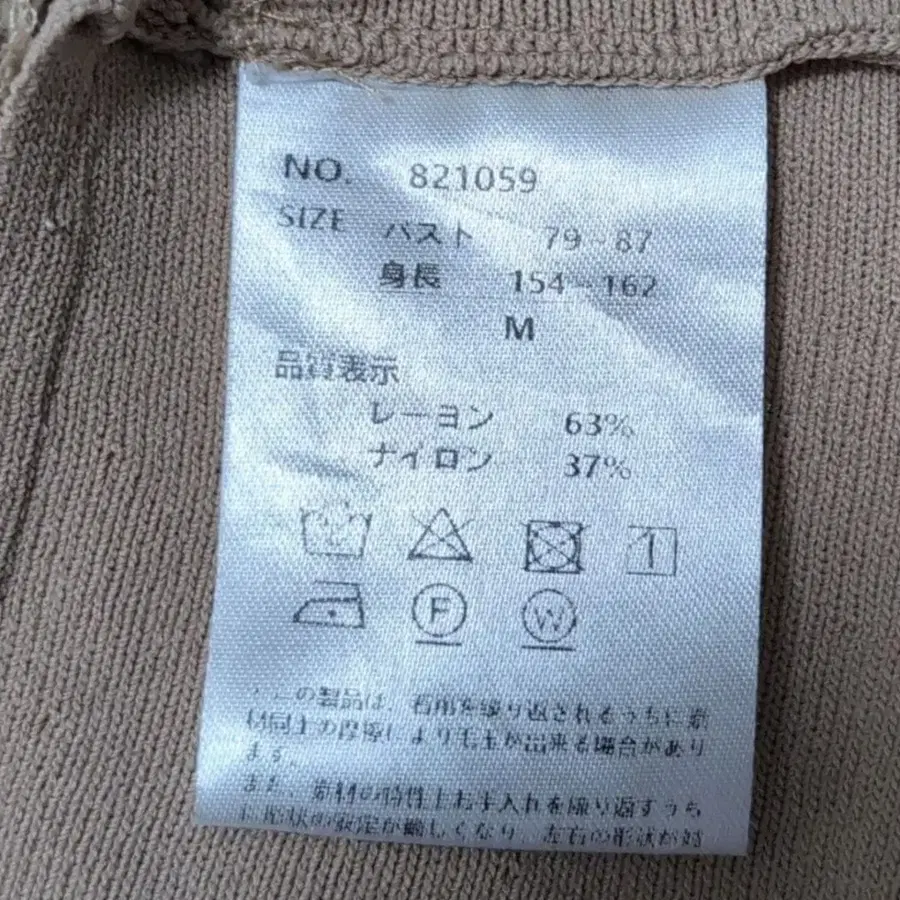 NO. 821059
SIZE バスト 79~87
身長 154~162
M
品質表示
レーヨン 63%
ナイロン 37%
F W
の製品は、着用を繰り返されるうちに素
材同士の摩擦により毛玉が出来る場合があり
ます。
また、素材の特性上お手入れを繰り返すうち
に形状の安定が難しくなり、左右の形状が